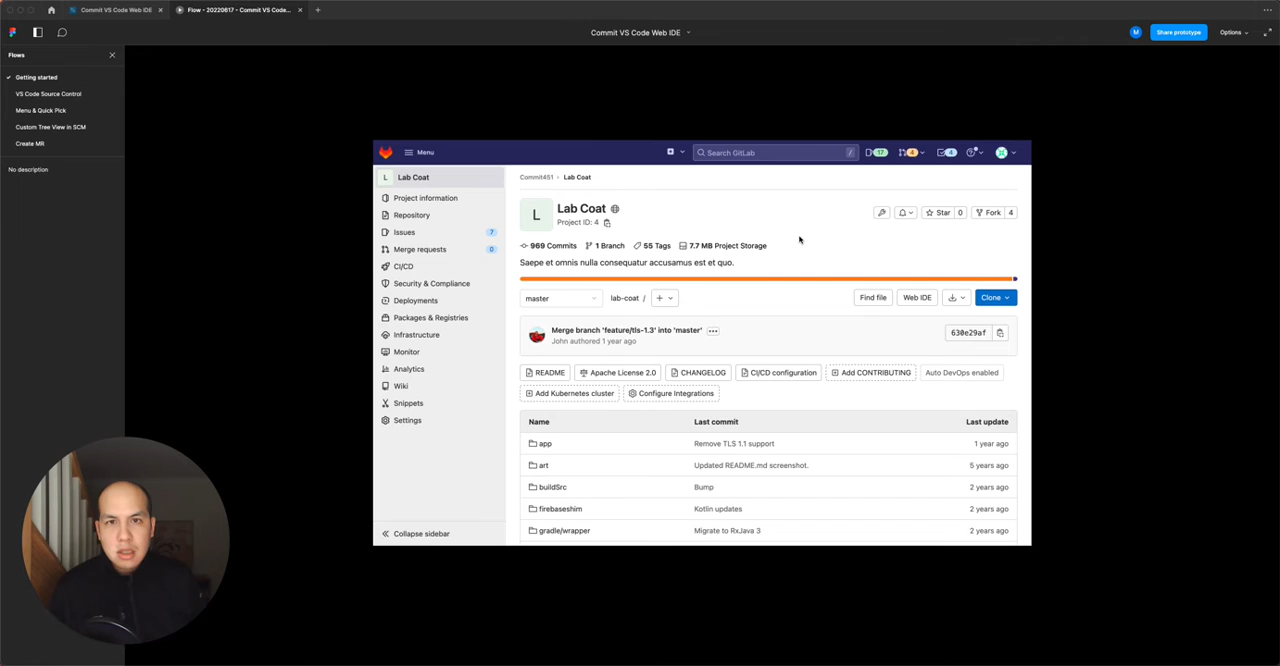 Commit VS Code Web IDE
Flow - 20220617 - Commit VS Code...
Commit VS Code Web IDE
M
Share prototype
Options
Flows
Getting started
VS Code Source Control
Menu & Quick Pick
Custom Tree View in SCM
Create MR
No description
Menu
Search GitLab
/
17
4
4
L
Lab Coat
Project information
Repository
Issues 7
Merge requests 0
CI/CD
Security & Compliance
Deployments
Packages & Registries
Infrastructure
Monitor
Analytics
Wiki
Snippets
Settings
Collapse sidebar
Commit451 › Lab Coat
L
Lab Coat
Project ID: 4
Star 0
Fork 4
969 Commits 1 Branch 55 Tags 7.7 MB Project Storage
Saepe et omnis nulla consequatur accusamus est et quo.
master
lab-coat / +
Find file
Web IDE
Clone
Merge branch 'feature/tls-1.3' into 'master'
John authored 1 year ago
630e29af
README Apache License 2.0 CHANGELOG CI/CD configuration Add CONTRIBUTING Auto DevOps enabled
Add Kubernetes cluster Configure Integrations
Name Last commit Last update
app Remove TLS 1.1 support 1 year ago
art Updated README.md screenshot. 5 years ago
buildSrc Bump 2 years ago
firebaseshim Kotlin updates 2 years ago
gradle/wrapper Migrate to RxJava 3 2 years ago